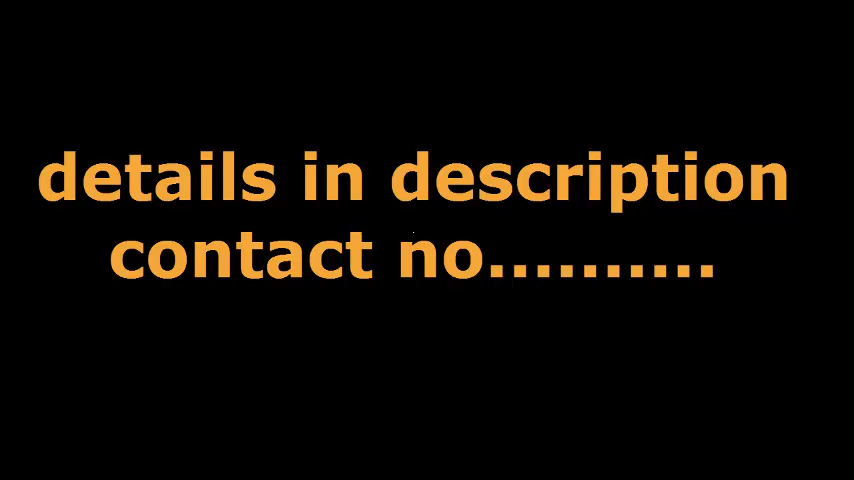 details in description
contact no..........